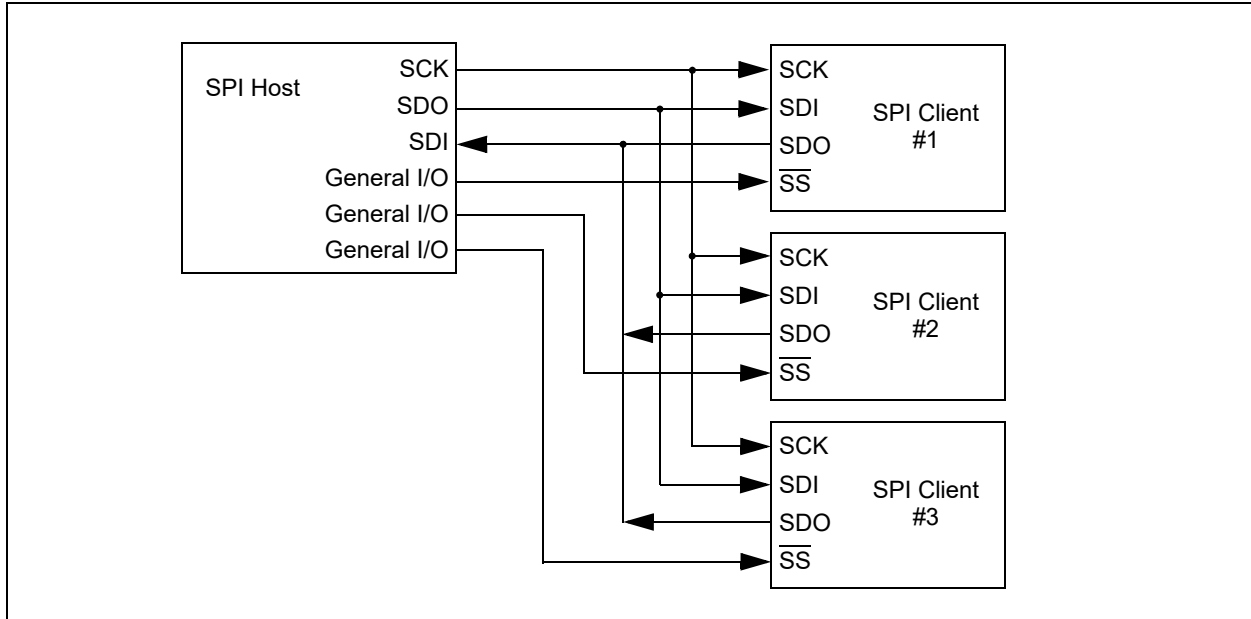 SPI Host
SCK
SDO
SDI
General I/O
General I/O
General I/O
SCK
SDI
SDO
SS
SPI Client
#1
SCK
SDI
SDO
SS
SPI Client
#2
SCK
SDI
SDO
SS
SPI Client
#3